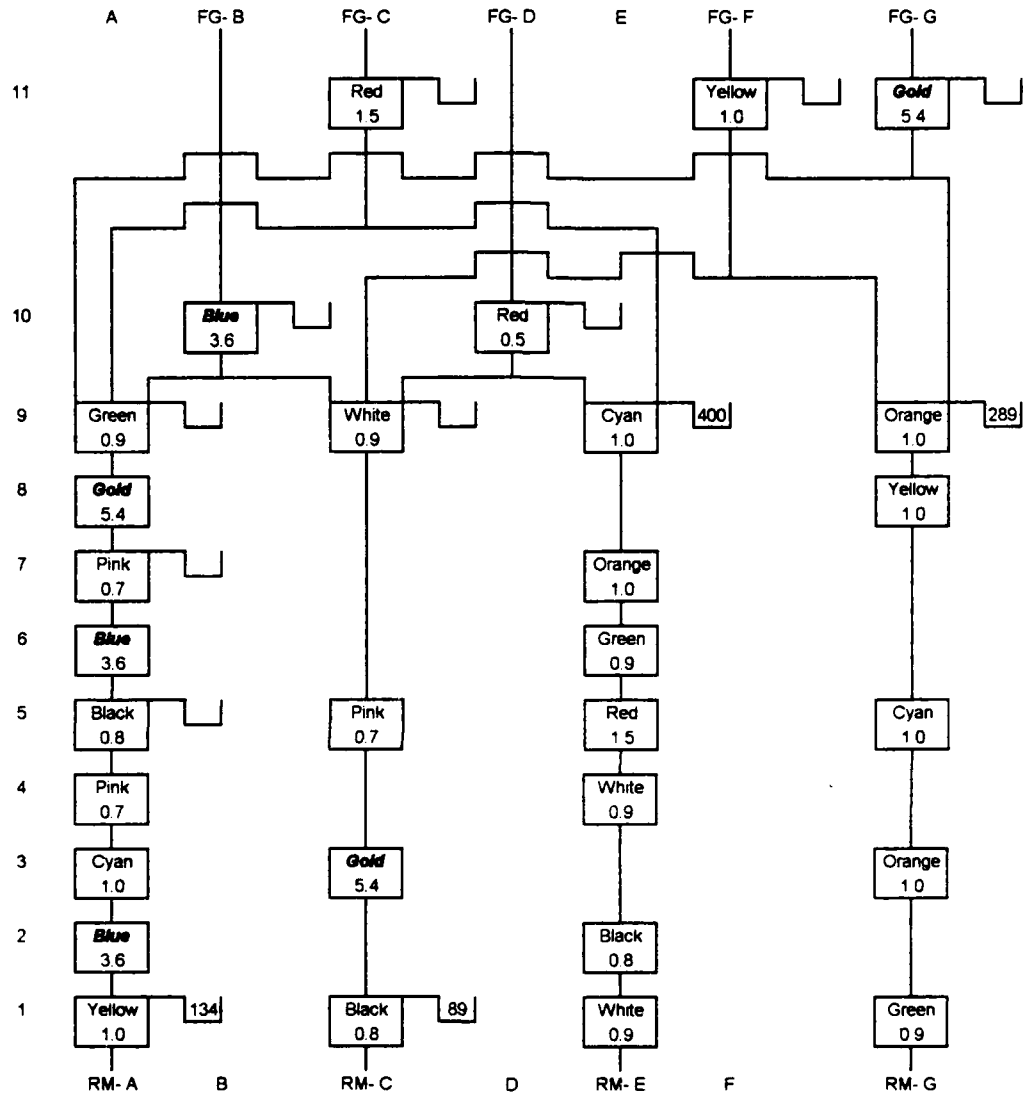 A FG- B FG- C FG- D E FG- F FG- G
11
Red Yellow Gold
1.5 1.0 5.4
10
Blue Red
3.6 0.5
9
Green White Cyan 400 Orange 289
0.9 0.9 1.0 1.0
8
Gold Yellow
5.4 1.0
7
Pink Orange
0.7 1.0
6
Blue Green
3.6 0.9
5
Black Pink Red Cyan
0.8 0.7 1.5 1.0
4
Pink White
0.7 0.9
3
Cyan Gold Orange
1.0 5.4 1.0
2
Blue Black
3.6 0.8
1
Yellow 134 Black 89 White Green
1.0 0.8 0.9 0.9
RM- A B RM- C D RM- E F RM- G